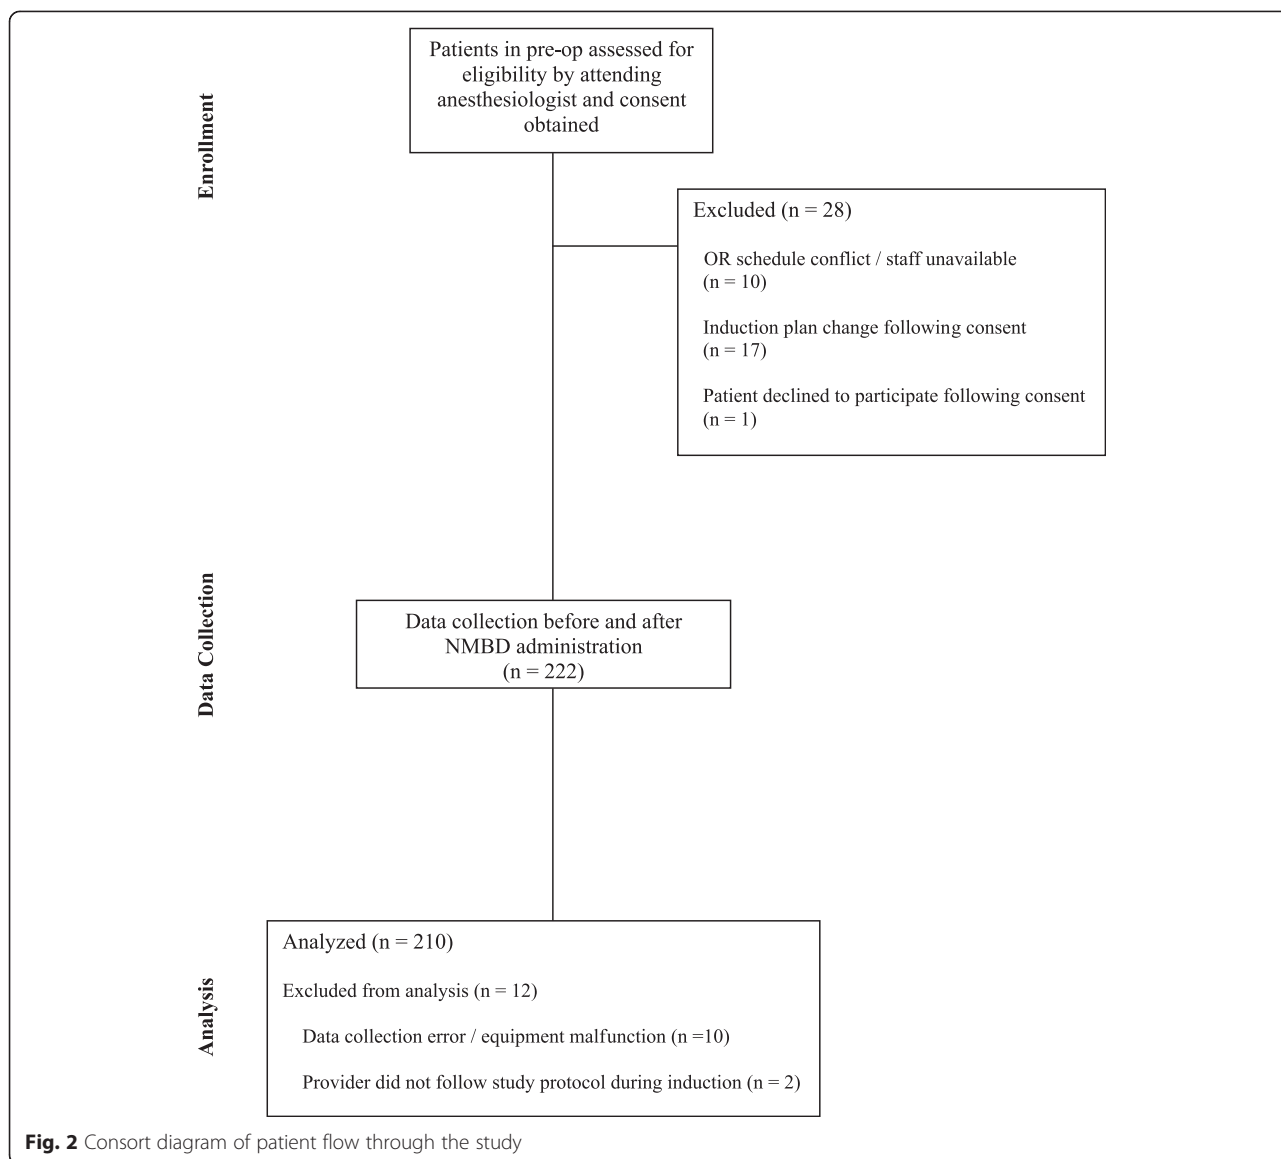 Enrollment
Patients in pre-op assessed for
eligibility by attending
anesthesiologist and consent
obtained
Excluded (n = 28)
OR schedule conflict / staff unavailable
(n = 10)
Induction plan change following consent
(n = 17)
Patient declined to participate following consent
(n = 1)
Data Collection
Data collection before and after
NMBD administration
(n = 222)
Analysis
Analyzed (n = 210)
Excluded from analysis (n = 12)
Data collection error / equipment malfunction (n =10)
Provider did not follow study protocol during induction (n = 2)
Fig. 2 Consort diagram of patient flow through the study